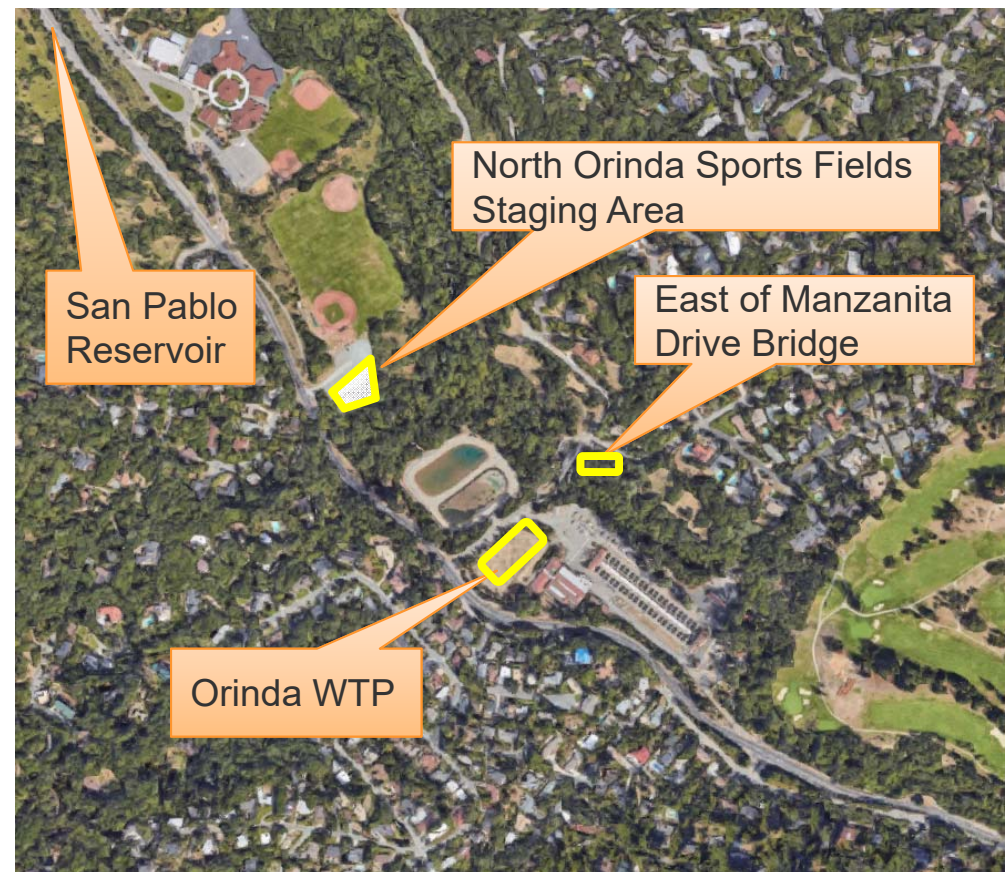 North Orinda Sports Fields
Staging Area
San Pablo
Reservoir
East of Manzanita
Drive Bridge
Orinda WTP